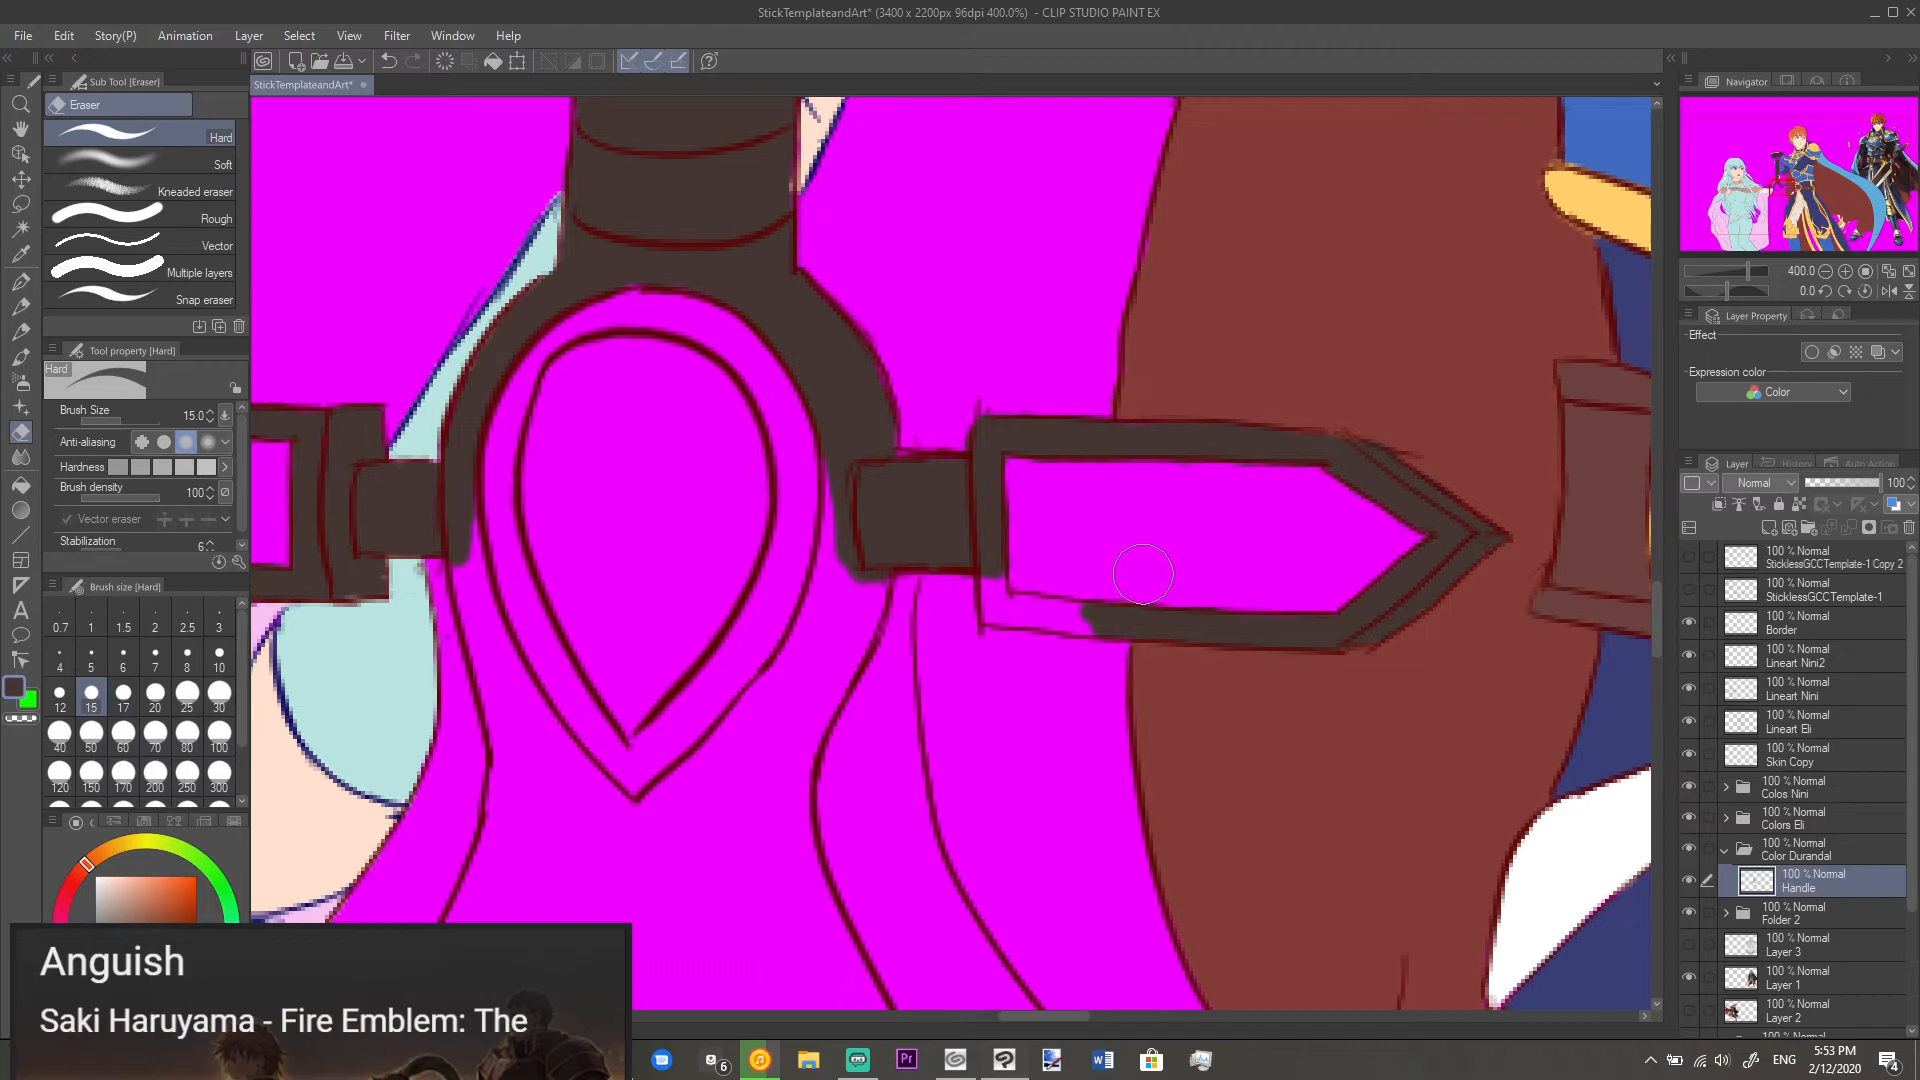 StickTemplateandArt* (3400 x 2200px 96dpi 400.0%) - CLIP STUDIO PAINT EX
File Edit Story(P) Animation Layer Select View Filter Window Help
Sub Tool [Eraser]
Eraser
Hard
Soft
Kneaded eraser
Rough
Vector
Multiple layers
Snap eraser
Tool property [Hard]
Hard
Brush Size 15.0
Anti-aliasing
Hardness
Brush density 100
Vector eraser
Stabilization 6
Brush size [Hard]
0.7 1 1.5 2 2.5 3
4 5 6 7 8 10
12 15 17 20 25 30
40 50 60 70 80 100
120 150 170 200 250 300
StickTemplateandArt*
Navigator
400.0
0.0
Layer Property
Effect
Expression color
Color
Layer History Auto Action
Normal 100
100 % Normal
SticklessGCCTemplate-1 Copy 2
100 % Normal
SticklessGCCTemplate-1
100 % Normal
Border
100 % Normal
Lineart Nini2
100 % Normal
Lineart Nini
100 % Normal
Lineart Eli
100 % Normal
Skin Copy
100 % Normal
Colos Nini
100 % Normal
Colors Eli
100 % Normal
Color Durandal
100 % Normal
Handle
100 % Normal
Folder 2
100 % Normal
Layer 3
100 % Normal
Layer 1
100 % Normal
Layer 2
Anguish
Saki Haruyama - Fire Emblem: The
6
Pr
ENG
5:53 PM
2/12/2020
4